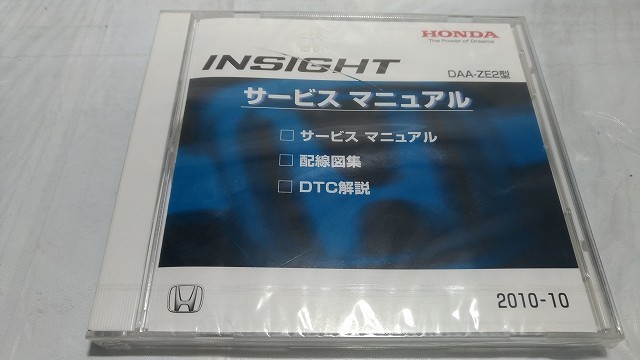 HONDA
The Power of Dreams
INSIGHT
DAA-ZE2型
サービス マニュアル
□ サービス マニュアル
□ 配線図集
□ DTC解説
2010-10